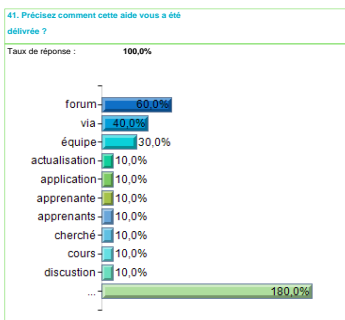 41. Précisez comment cette aide vous a été
délivrée ?
Taux de réponse : 100,0%
forum 60,0%
via 40,0%
équipe 30,0%
actualisation 10,0%
application 10,0%
apprenante 10,0%
apprenants 10,0%
cherché 10,0%
cours 10,0%
discustion 10,0%
... 180,0%